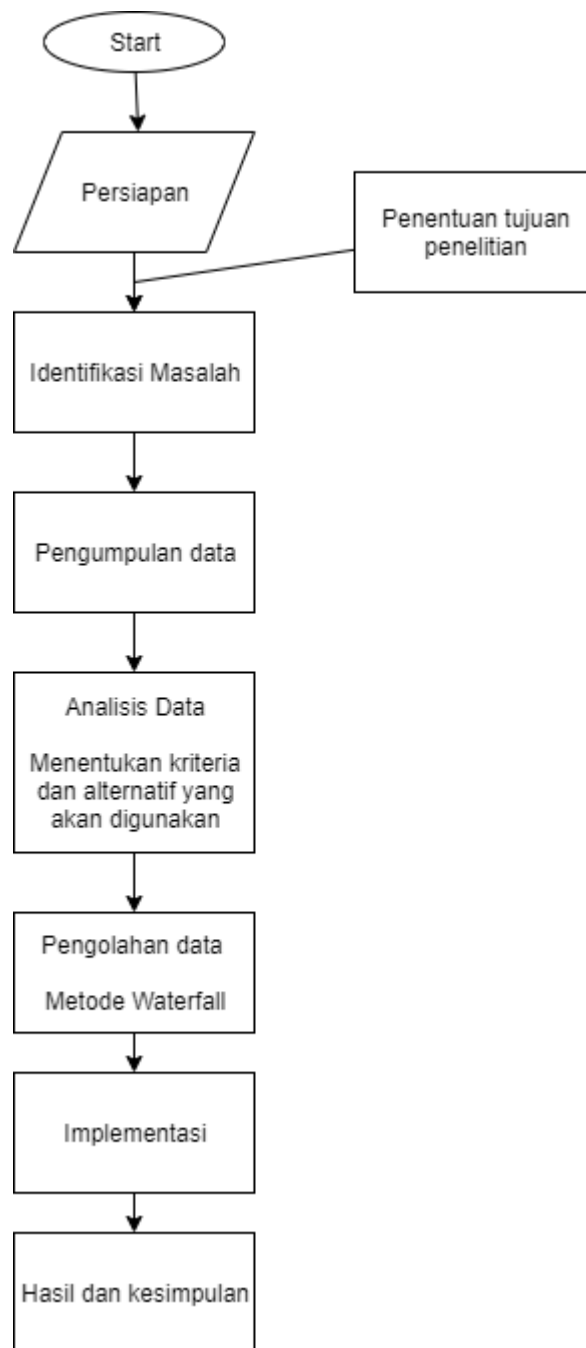 Start
Persiapan
Penentuan tujuan
penelitian
Identifikasi Masalah
Pengumpulan data
Analisis Data
Menentukan kriteria
dan alternatif yang
akan digunakan
Pengolahan data
Metode Waterfall
Implementasi
Hasil dan kesimpulan